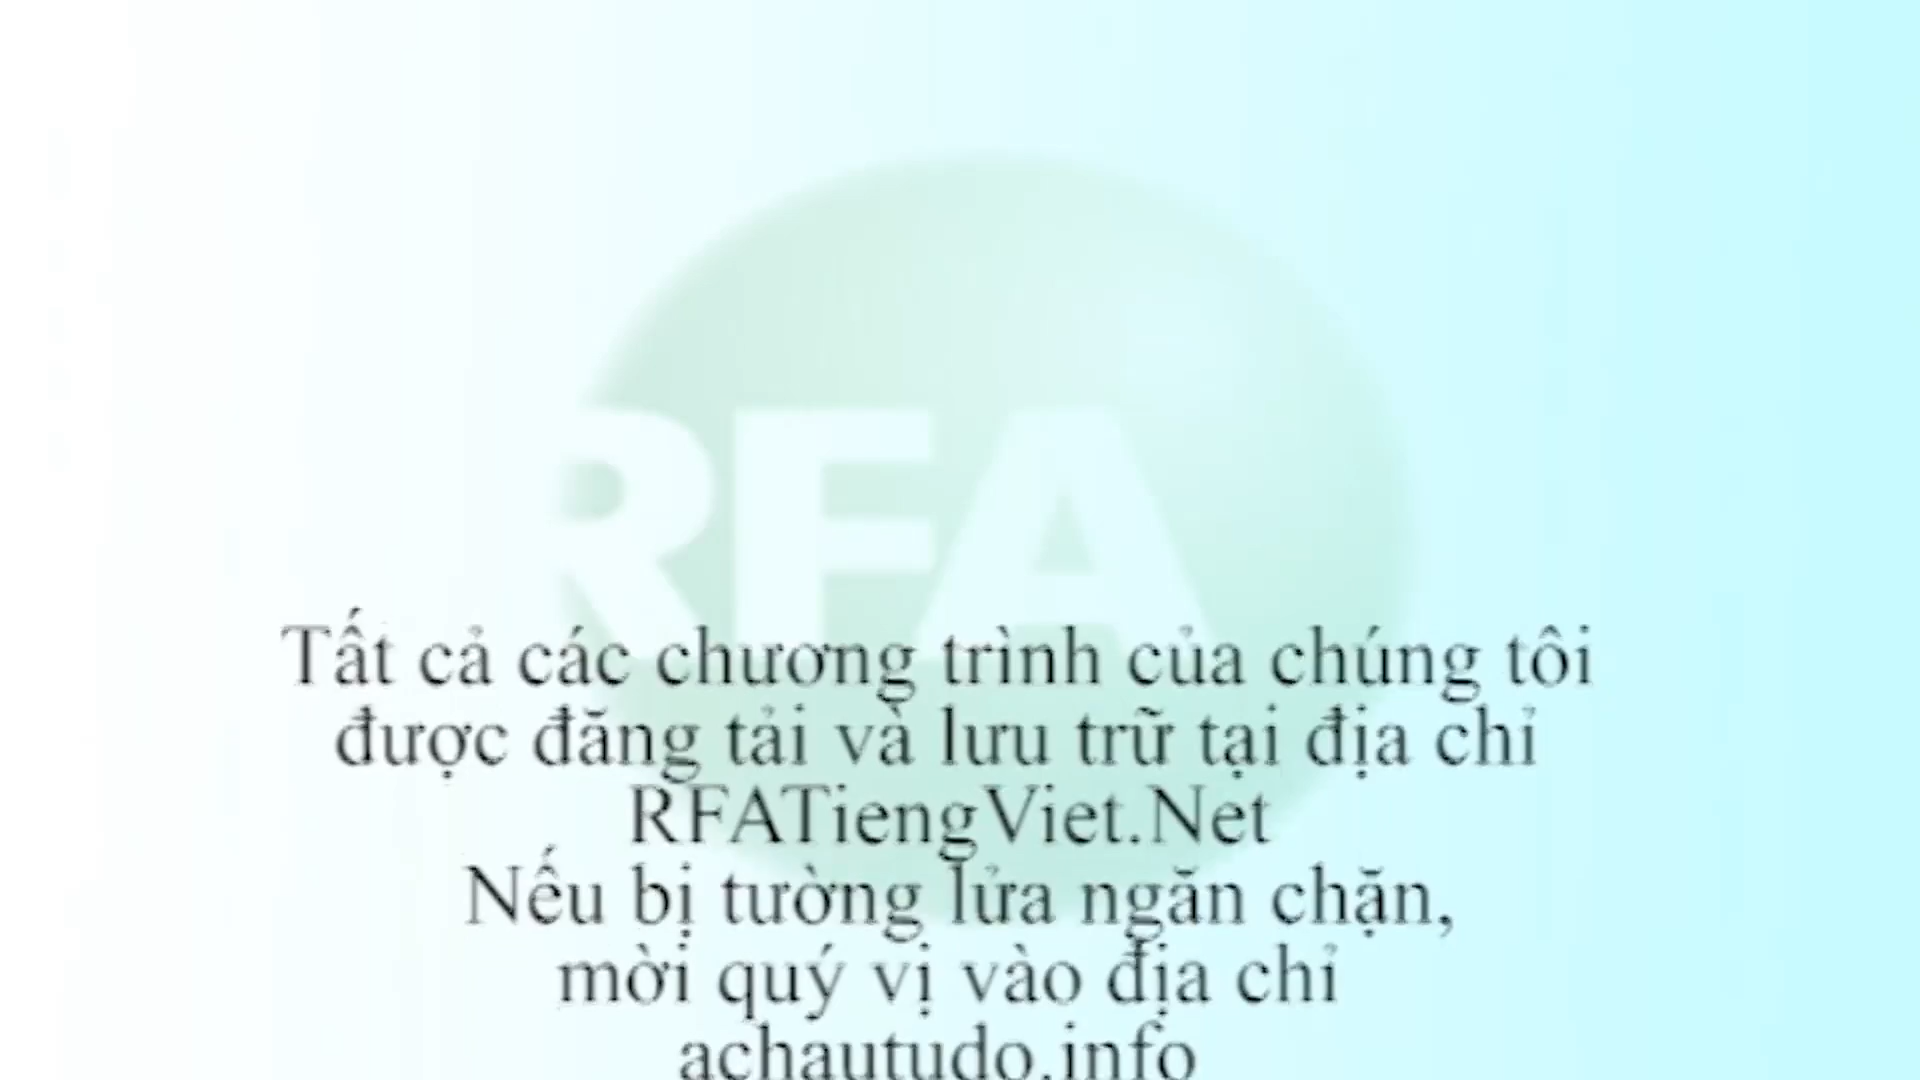 RFA
Tất cả các chương trình của chúng tôi
được đăng tải và lưu trữ tại địa chỉ
RFATiengViet.Net
Nếu bị tường lửa ngăn chặn,
mời quý vị vào địa chỉ
achautudo.info